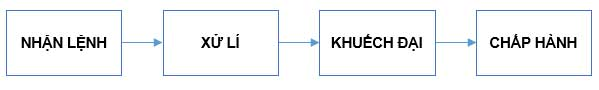 NHẬN LỆNH
XỬ LÍ
KHUẾCH ĐẠI
CHẤP HÀNH